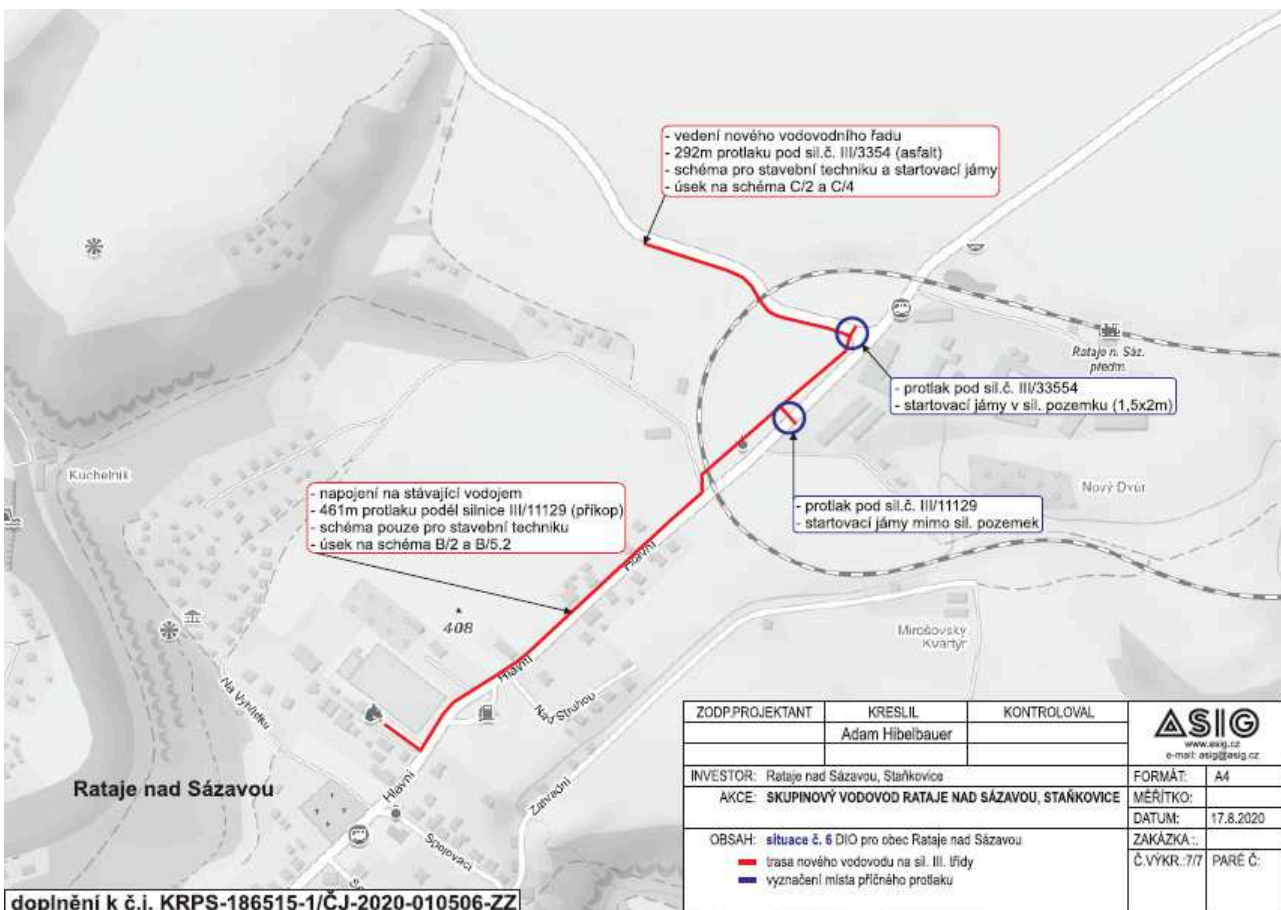 - vedení nového vodovodního řadu
- 292m protlaku pod sil.č. III/3354 (asfalt)
- schéma pro stavební techniku a startovací jámy
- úsek na schéma C/2 a C/4
Rataje n. Sáz.
předm.
- protlak pod sil.č. III/33554
- startovací jámy v sil. pozemku (1,5x2m)
Kuchelník
Nový Dvůr
- napojení na stávající vodojem
- 461m protlaku podél silnice III/11129 (příkop)
- schéma pouze pro stavební techniku
- úsek na schéma B/2 a B/5.2
- protlak pod sil.č. III/11129
- startovací jámy mimo sil. pozemek
Hlavní
408
Mirošovský
Kvartýr
Hlavní
Na Vyhlídku
Nad Struhou
Rataje nad Sázavou
Hlavní
Zahradní
Spojovací
ZODP.PROJEKTANT KRESLIL KONTROLOVAL
Adam Hibelbauer
ASIG
www.asig.cz
e-mail: asig@asig.cz
INVESTOR: Rataje nad Sázavou, Staňkovice
FORMÁT: A4
AKCE: SKUPINOVÝ VODOVOD RATAJE NAD SÁZAVOU, STAŇKOVICE
MĚŘÍTKO:
DATUM: 17.8.2020
OBSAH: situace č. 6 DIO pro obec Rataje nad Sázavou
ZAKÁZKA :.
trasa nového vodovodu na sil. III. třídy
Č.VÝKR.:7/7 PARÉ Č:
vyznačení místa příčného protlaku
doplnění k č.j. KRPS-186515-1/ČJ-2020-010506-ZZ